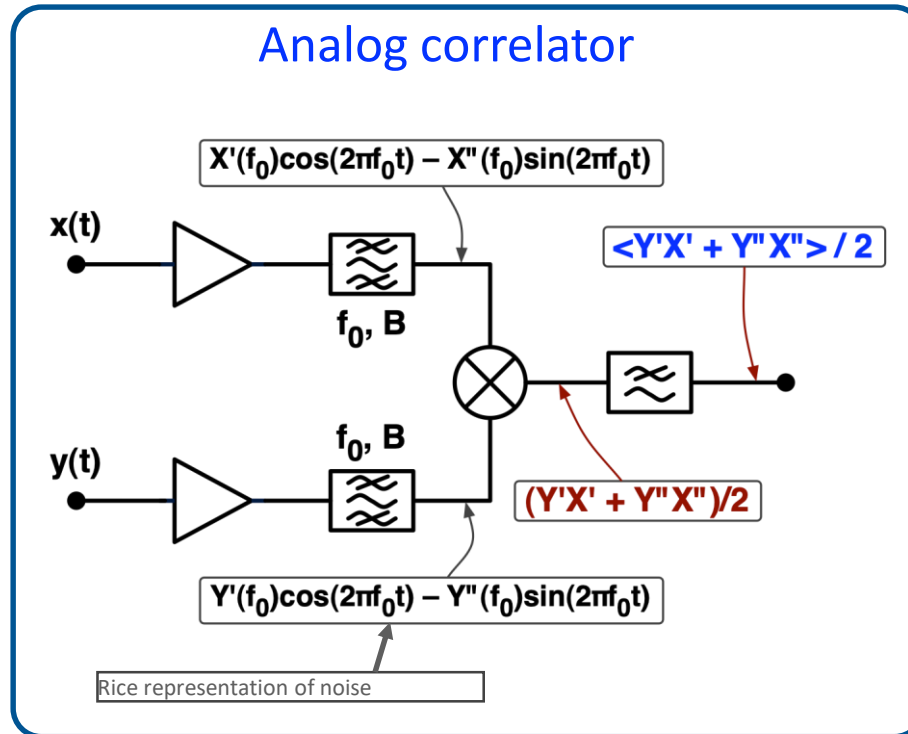 Analog correlator
X'(f₀)cos(2πf₀t) – X"(f₀)sin(2πf₀t)
x(t)
<Y'X' + Y"X"> / 2
f₀, B
f₀, B
y(t)
(Y'X' + Y"X")/2
Y'(f₀)cos(2πf₀t) – Y"(f₀)sin(2πf₀t)
Rice representation of noise